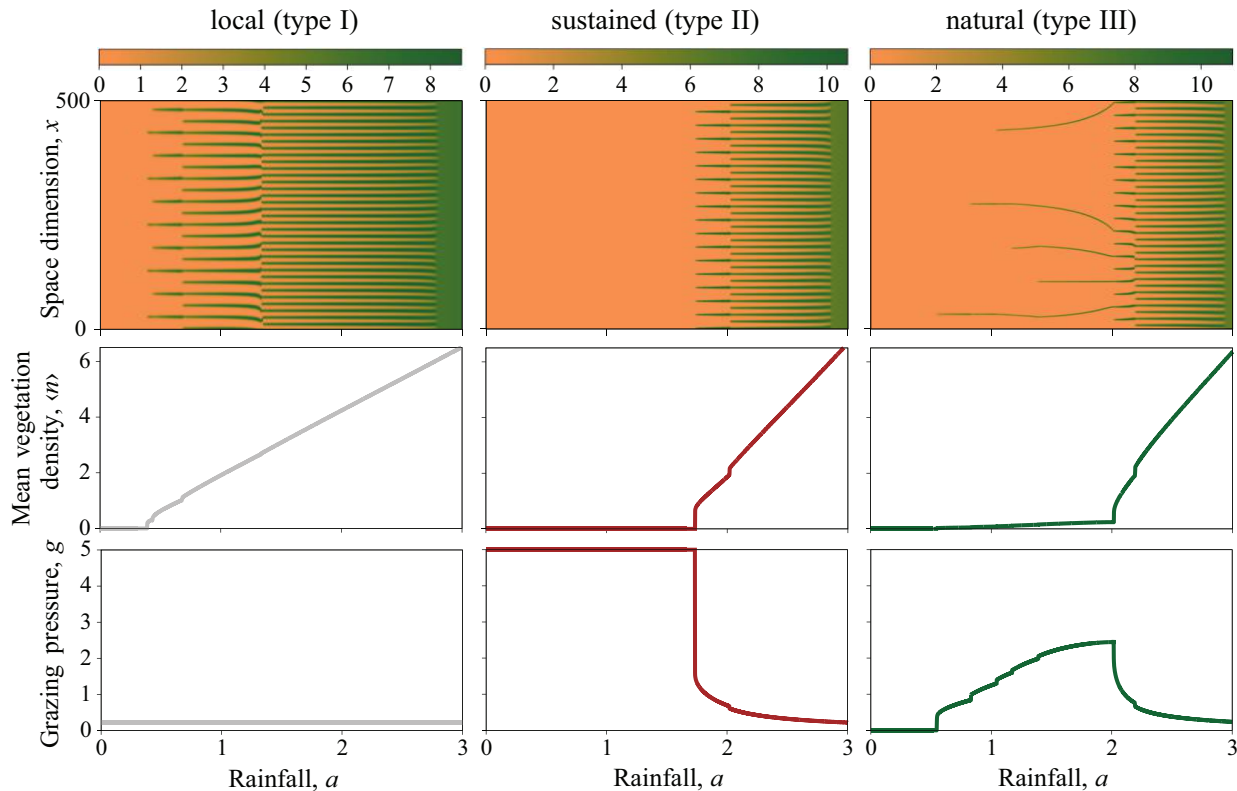 local (type I)
sustained (type II)
natural (type III)
0 1 2 3 4 5 6 7 8
0 2 4 6 8 10
0 2 4 6 8 10
500
Space dimension, x
0
Mean vegetation
density, ⟨n⟩
6
4
2
0
Grazing pressure, g
5
4
3
2
1
0
0 1 2 3
0 1 2 3
0 1 2 3
Rainfall, a
Rainfall, a
Rainfall, a